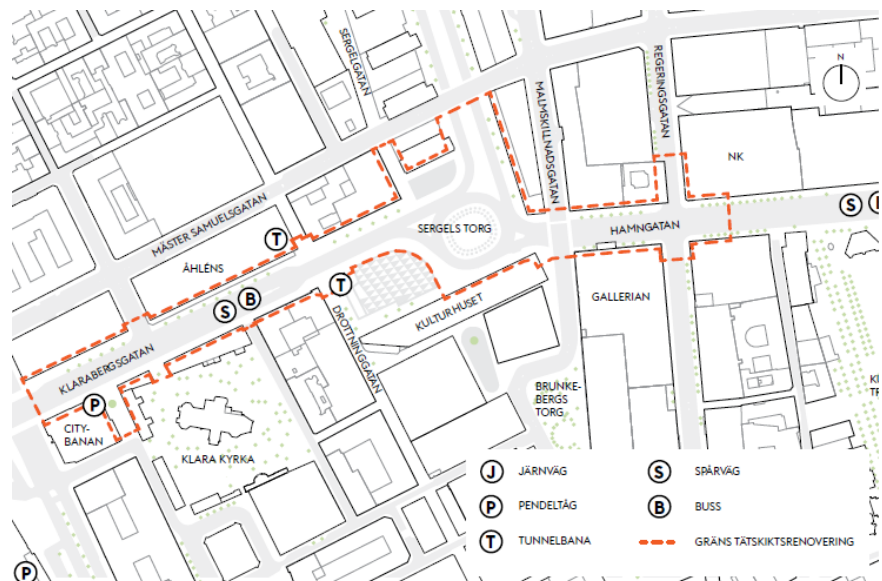 SERGELGATAN
REGERINGSGATAN
N
MALMSKILLNADSGATAN
NK
MÄSTER SAMUELSGATAN
S
SERGELS TORG
HAMNGATAN
T
ÅHLÉNS
T
S B
GALLERIAN
KULTURHUSET
DROTTNINGGATAN
KLARABERGSGATAN
BRUNKE-
BERGS
TORG
P
CITY-
BANAN
KLARA KYRKA
J JÄRNVÄG
S SPÅRVÄG
P PENDELTÅG
B BUSS
T TUNNELBANA
GRÄNS TÄTSKIKTSRENOVERING
P